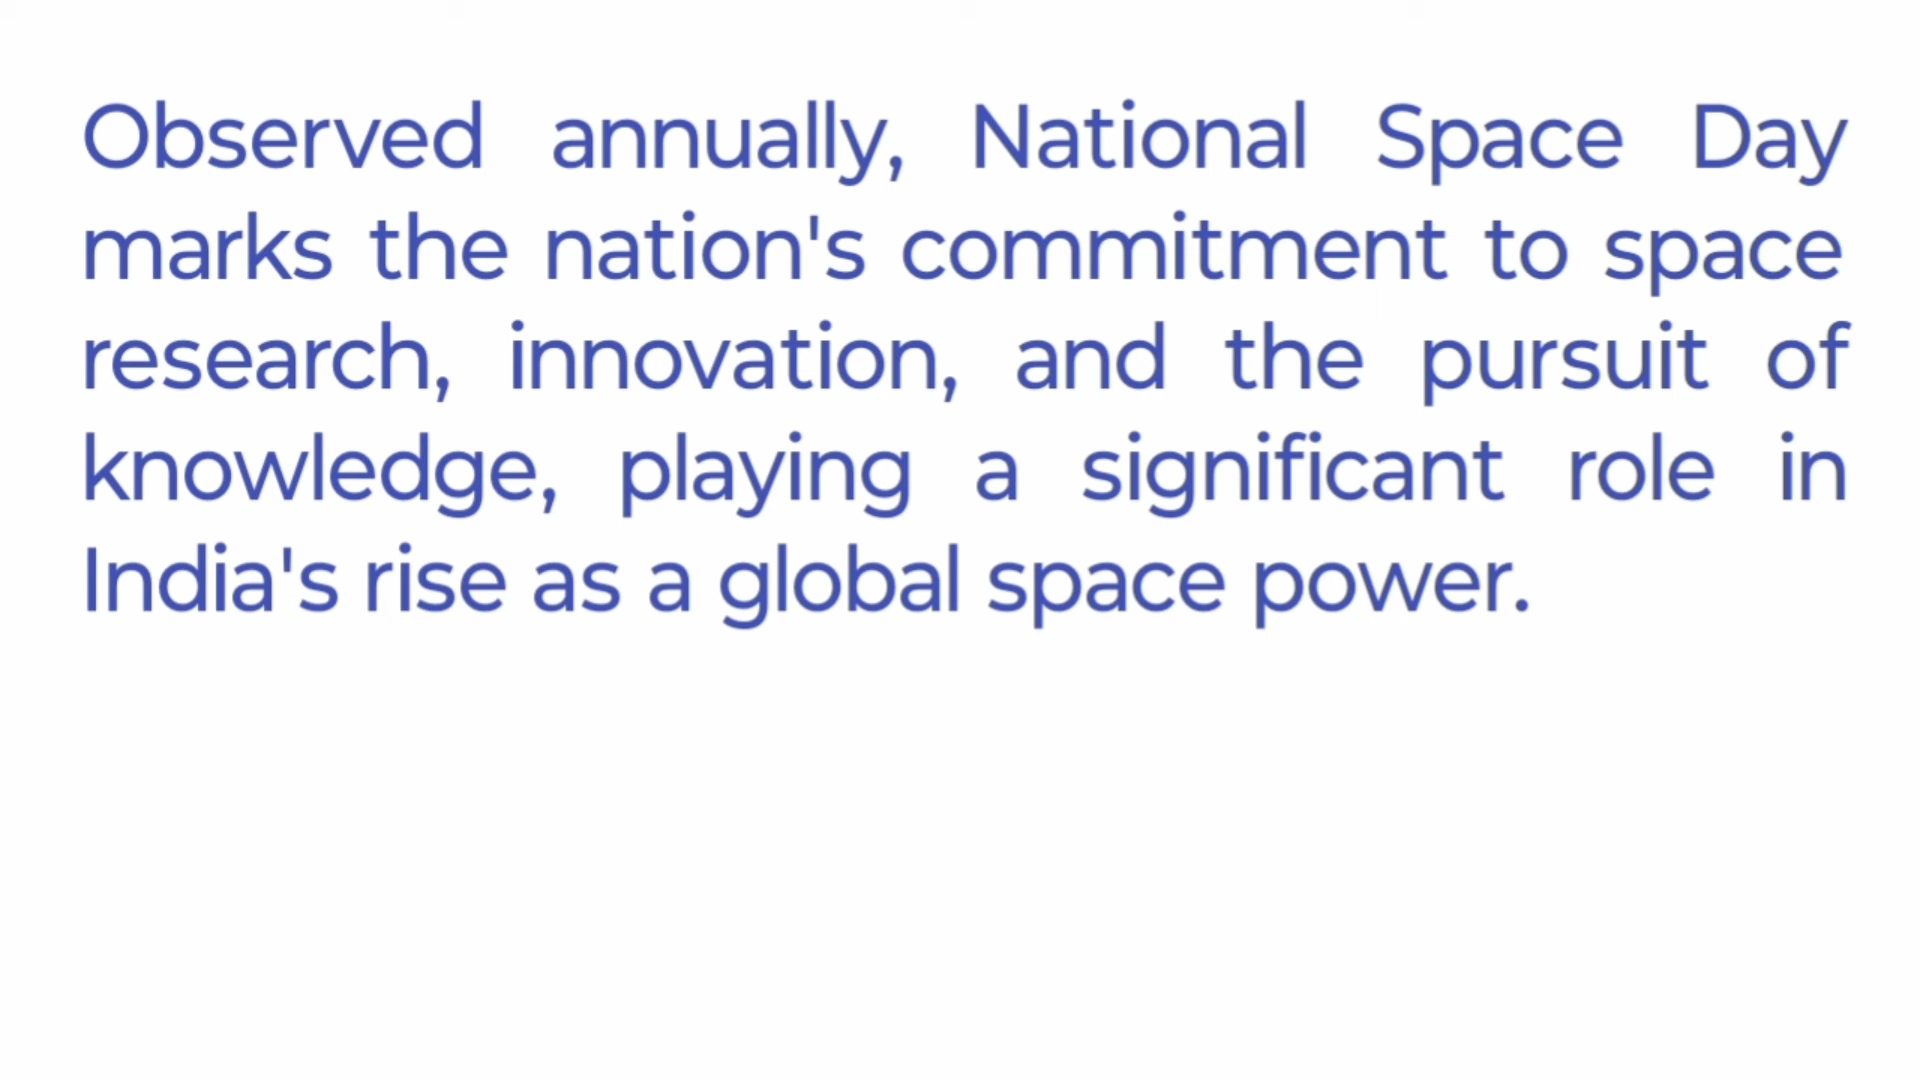 Observed annually, National Space Day
marks the nation's commitment to space
research, innovation, and the pursuit of
knowledge, playing a significant role in
India's rise as a global space power.